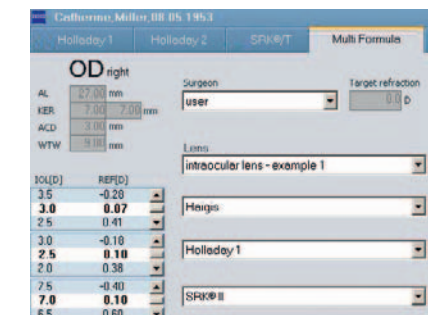 Catherine, Miller, 08 05 1953
Holladay 1 Holladay 2 SRK®/T Multi Formula
OD right
Surgeon Target refraction
AL 27.00 mm
user 0.0 D
KER 7.00 7.00 mm
ACD 3.00 mm
WTW 9.00 mm
Lens
intraocular lens - example 1
IOL[D] REF[D]
3.5 -0.28
3.0 0.07 Haigis
2.5 0.41
3.0 -0.18
2.5 0.10 Holladay 1
2.0 0.38
7.5 -0.40
7.0 0.10 SRK® II
6.5 0.60